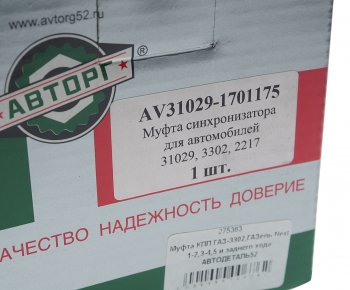 www.avtorg52.ru
АВТОРГ
®
AV31029-1701175
Муфта синхронизатора
для автомобилей
31029, 3302, 2217
1 шт.
КАЧЕСТВО НАДЕЖНОСТЬ ДОВЕРИЕ
275363
Муфта КПП ГАЗ-3302,ГАЗель Next
1-2,3-4,5 и заднего хода
АВТОДЕТАЛЬ52